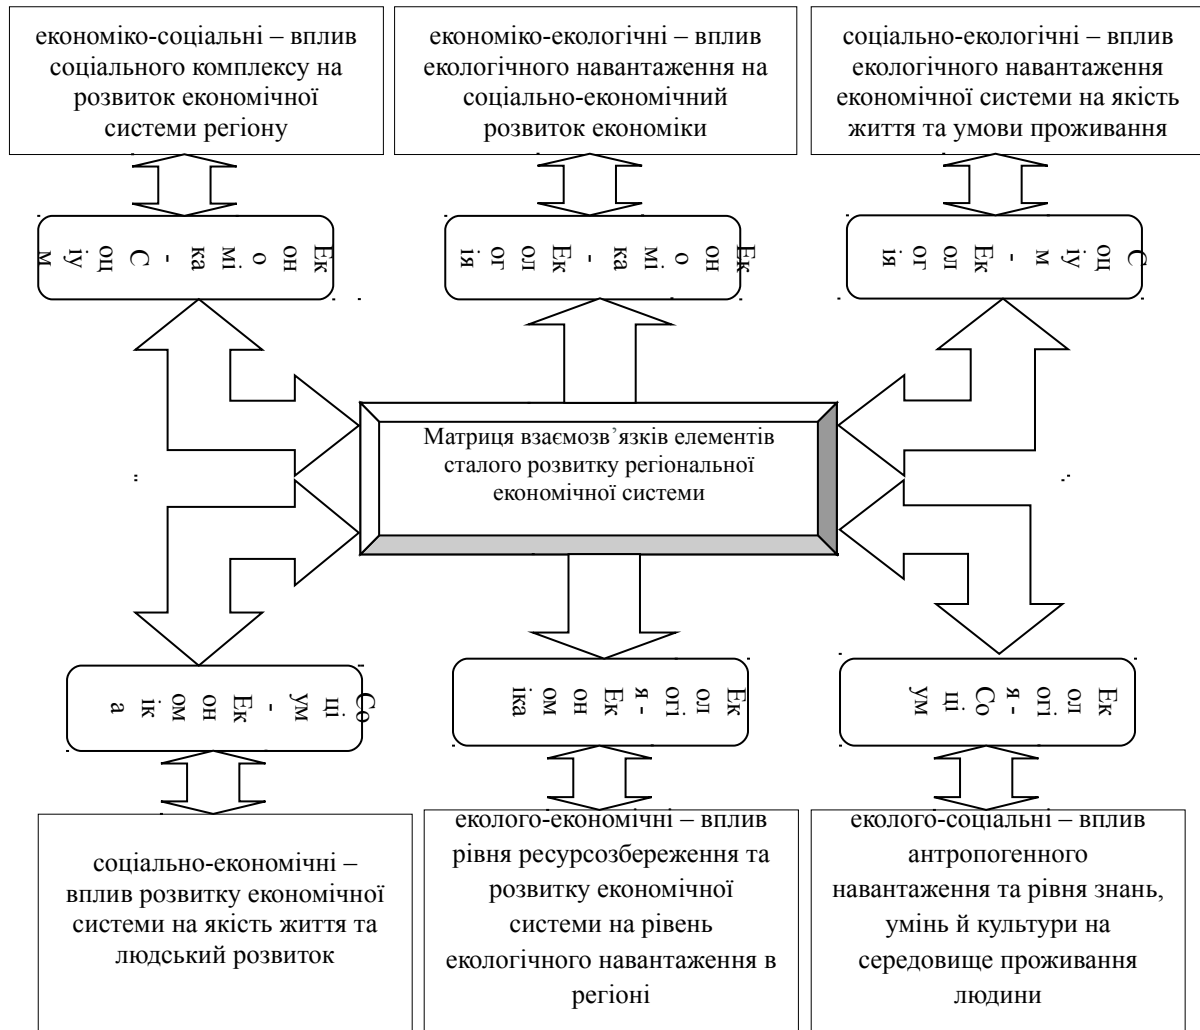 економіко-соціальні – вплив
соціального комплексу на
розвиток економічної
системи регіону
економіко-екологічні – вплив
екологічного навантаження на
соціально-економічний
розвиток економіки
соціально-екологічні – вплив
екологічного навантаження
економічної системи на якість
життя та умови проживання
Економіка - Соціум
Економіка - Екологія
Соціум - Екологія
Матриця взаємозв’язків елементів
сталого розвитку регіональної
економічної системи
Соціум - Економіка
Екологія - Економіка
Екологія - Соціум
соціально-економічні –
вплив розвитку економічної
системи на якість життя та
людський розвиток
еколого-економічні – вплив
рівня ресурсозбереження та
розвитку економічної
системи на рівень
екологічного навантаження в
регіоні
еколого-соціальні – вплив
антропогенного
навантаження та рівня знань,
умінь й культури на
середовище проживання
людини